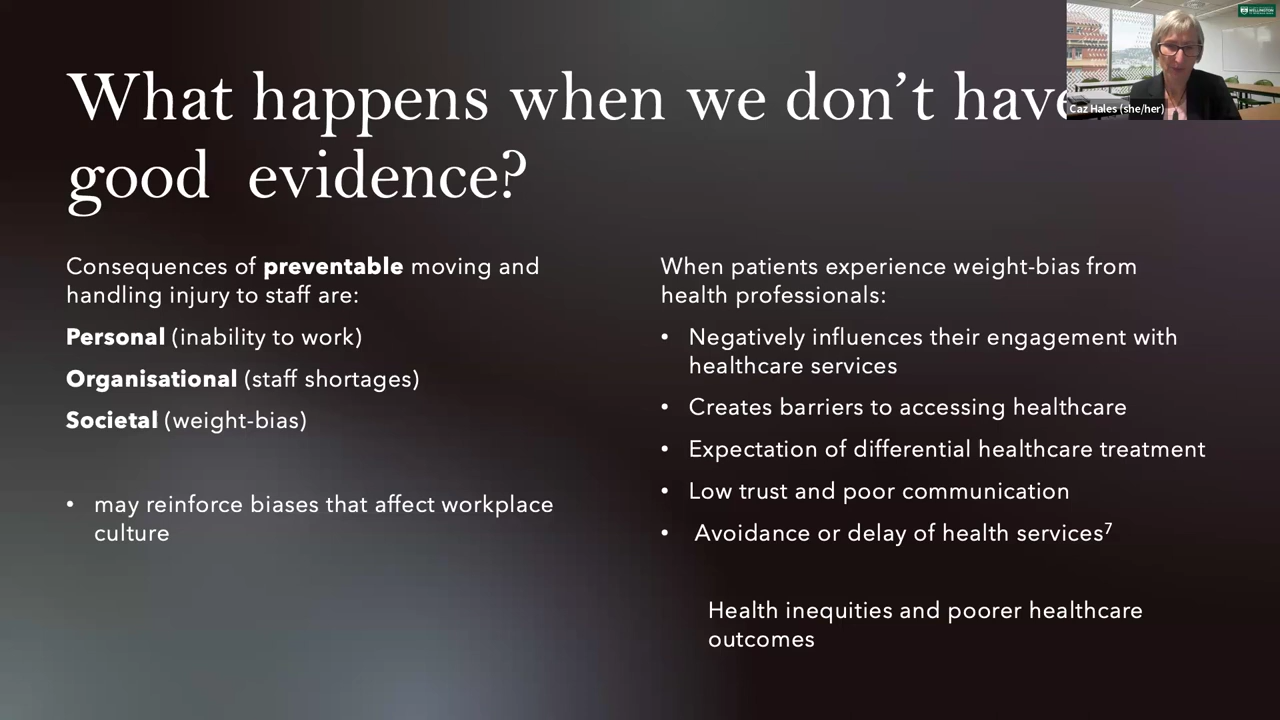 What happens when we don't have
good evidence?
WELLINGTON
Caz Hales (she/her)
Consequences of preventable moving and
handling injury to staff are:
Personal (inability to work)
Organisational (staff shortages)
Societal (weight-bias)
• may reinforce biases that affect workplace
culture
When patients experience weight-bias from
health professionals:
• Negatively influences their engagement with
healthcare services
• Creates barriers to accessing healthcare
• Expectation of differential healthcare treatment
• Low trust and poor communication
• Avoidance or delay of health services⁷
Health inequities and poorer healthcare
outcomes